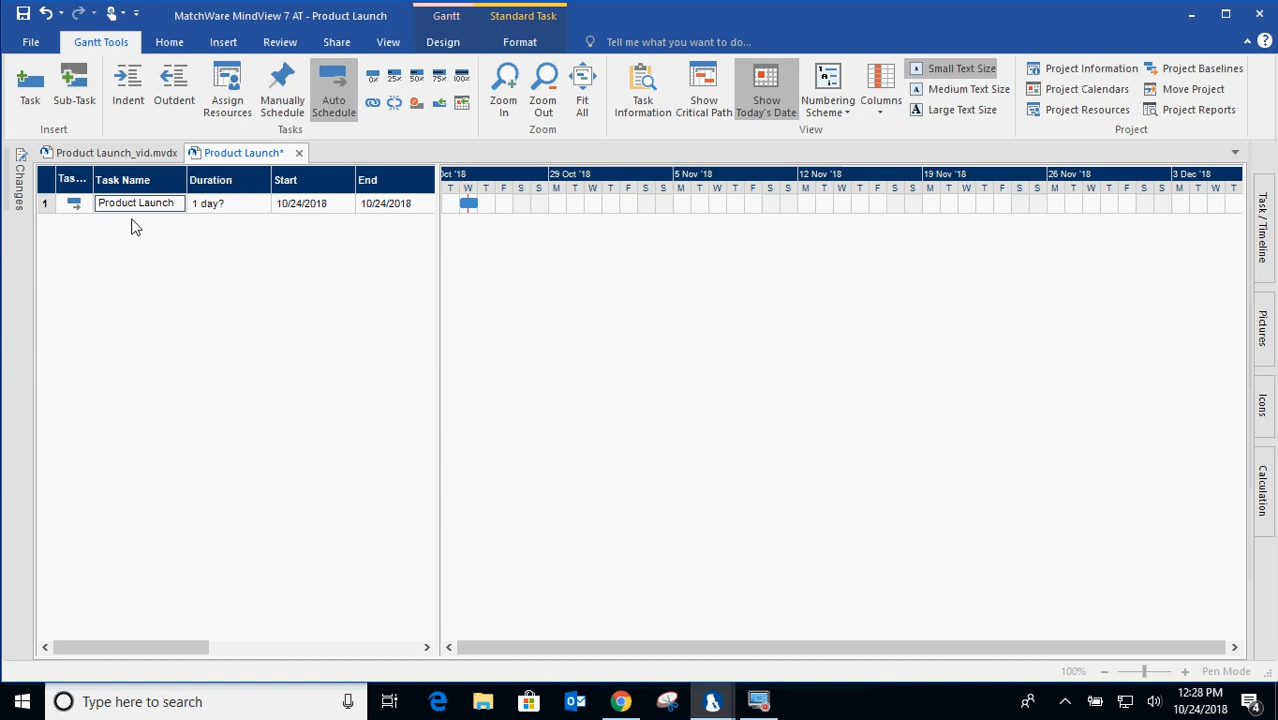 MatchWare MindView 7 AT - Product Launch
Gantt
Standard Task
File
Gantt Tools
Home
Insert
Review
Share
View
Design
Format
Tell me what you want to do...
Task
Sub-Task
Indent
Outdent
Assign Resources
Manually Schedule
Auto Schedule
0%
25%
50%
75%
100%
Zoom In
Zoom Out
Fit All
Task Information
Show Critical Path
Show Today's Date
Numbering Scheme
Columns
Small Text Size
Medium Text Size
Large Text Size
Project Information
Project Calendars
Project Resources
Project Baselines
Move Project
Project Reports
Insert
Tasks
Zoom
View
Project
Product Launch_vid.mvdx
Product Launch*
Changes
Tas...
Task Name
Duration
Start
End
1
Product Launch
1 day?
10/24/2018
10/24/2018
Oct '18
29 Oct '18
5 Nov '18
12 Nov '18
19 Nov '18
26 Nov '18
3 Dec '18
T W T F S S M T W T F S S M T W T F S S M T W T F S S M T W T F S S M T W T F S S M T W T
Task / Timeline
Pictures
Icons
Calculation
100%
Pen Mode
Type here to search
12:28 PM
10/24/2018
4